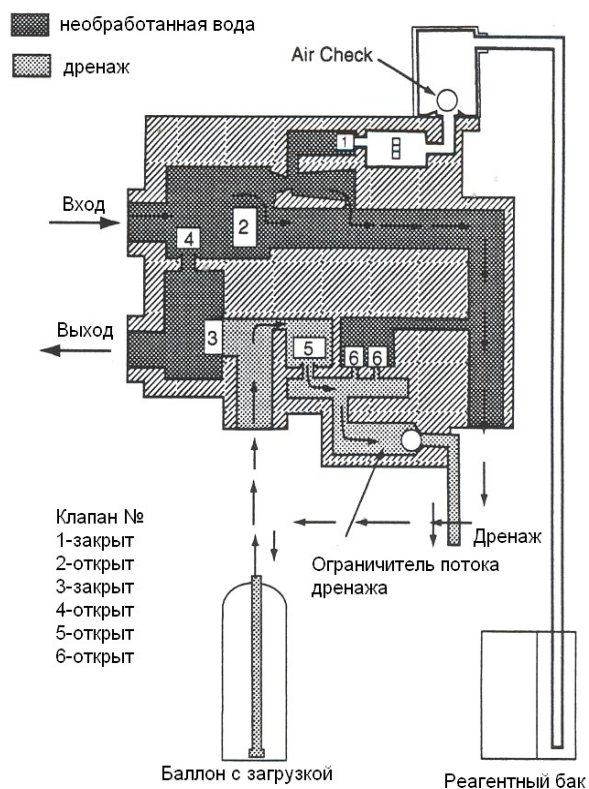 необработанная вода
дренаж
Air Check
1
Вход
2
4
Выход
3
5
6 6
Клапан №
1-закрыт
2-открыт
3-закрыт
4-открыт
5-открыт
6-открыт
Дренаж
Ограничитель потока
дренажа
Баллон с загрузкой
Реагентный бак